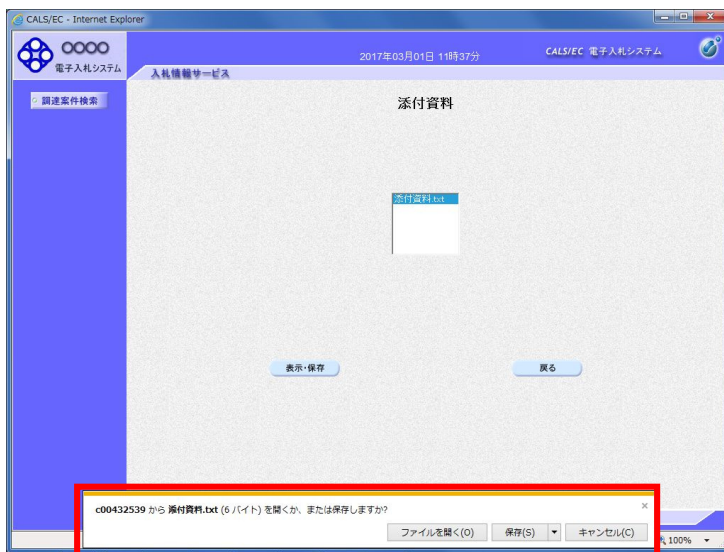 CALS/EC - Internet Explorer
○○○○
電子入札システム
2017年03月01日 11時37分
CALS/EC 電子入札システム
入札情報サービス
調達案件検索
添付資料
添付資料.txt
表示・保存
戻る
c00432539 から 添付資料.txt (6 バイト) を開くか、または保存しますか?
×
ファイルを開く(O)
保存(S)
キャンセル(C)
100%